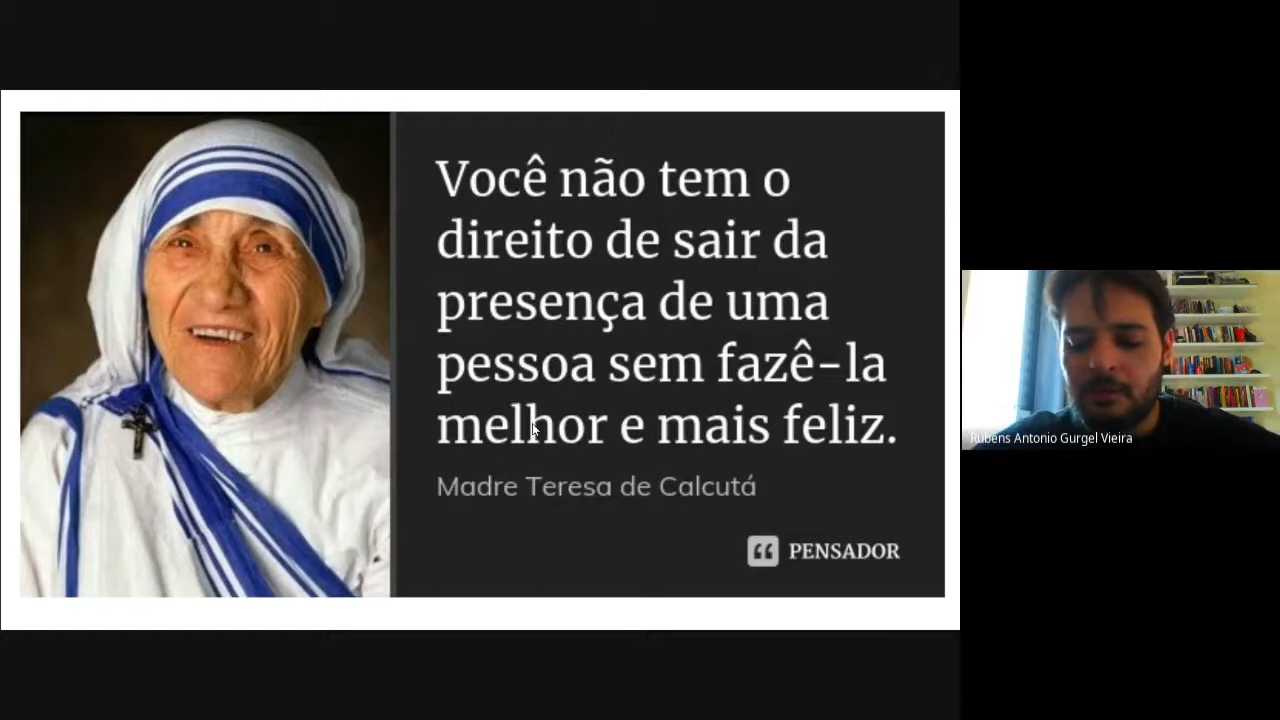 Você não tem o
direito de sair da
presença de uma
pessoa sem fazê-la
melhor e mais feliz.
Madre Teresa de Calcutá
PENSADOR
Rubens Antonio Gurgel Vieira